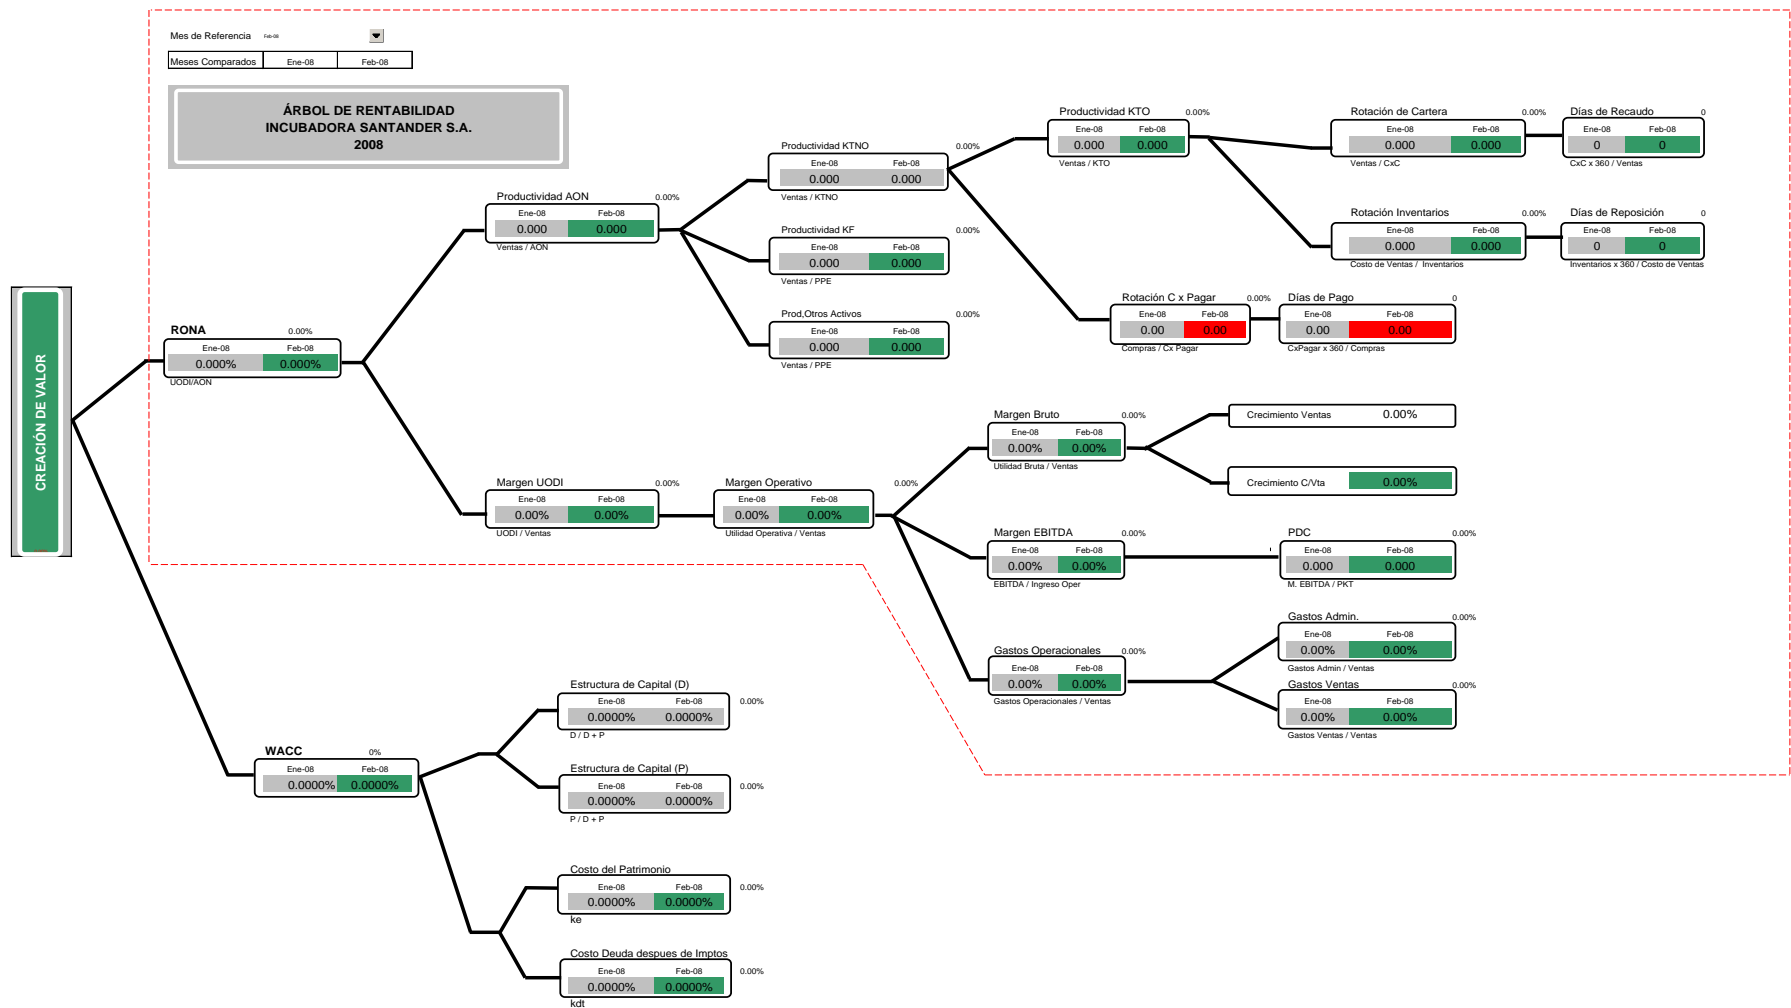 Mes de Referencia Feb-08
Meses Comparados Ene-08 Feb-08
ÁRBOL DE RENTABILIDAD
INCUBADORA SANTANDER S.A.
2008
CREACIÓN DE VALOR
RONA 0.00%
Ene-08 Feb-08
0.000% 0.000%
UODI/AON
Productividad AON 0.00%
Ene-08 Feb-08
0.000 0.000
Ventas / AON
Productividad KTNO 0.00%
Ene-08 Feb-08
0.000 0.000
Ventas / KTNO
Productividad KF 0.00%
Ene-08 Feb-08
0.000 0.000
Ventas / PPE
Prod,Otros Activos 0.00%
Ene-08 Feb-08
0.000 0.000
Ventas / PPE
Productividad KTO 0.00%
Ene-08 Feb-08
0.000 0.000
Ventas / KTO
Rotación de Cartera 0.00%
Ene-08 Feb-08
0.000 0.000
Ventas / CxC
Días de Recaudo 0
Ene-08 Feb-08
0 0
CxC x 360 / Ventas
Rotación Inventarios 0.00%
Ene-08 Feb-08
0.000 0.000
Costo de Ventas / Inventarios
Días de Reposición 0
Ene-08 Feb-08
0 0
Inventarios x 360 / Costo de Ventas
Rotación C x Pagar 0.00%
Ene-08 Feb-08
0.00 0.00
Compras / Cx Pagar
Días de Pago 0
Ene-08 Feb-08
0.00 0.00
CxPagar x 360 / Compras
Margen UODI 0.00%
Ene-08 Feb-08
0.00% 0.00%
UODI / Ventas
Margen Operativo 0.00%
Ene-08 Feb-08
0.00% 0.00%
Utilidad Operativa / Ventas
Margen Bruto 0.00%
Ene-08 Feb-08
0.00% 0.00%
Utilidad Bruta / Ventas
Crecimiento Ventas 0.00%
Crecimiento C/Vta 0.00%
Margen EBITDA 0.00%
Ene-08 Feb-08
0.00% 0.00%
EBITDA / Ingreso Oper
PDC 0.00%
Ene-08 Feb-08
0.000 0.000
M. EBITDA / PKT
Gastos Operacionales 0.00%
Ene-08 Feb-08
0.00% 0.00%
Gastos Operacionales / Ventas
Gastos Admin. 0.00%
Ene-08 Feb-08
0.00% 0.00%
Gastos Admin / Ventas
Gastos Ventas 0.00%
Ene-08 Feb-08
0.00% 0.00%
Gastos Ventas / Ventas
WACC 0%
Ene-08 Feb-08
0.0000% 0.0000%
Estructura de Capital (D) 0.00%
Ene-08 Feb-08
0.0000% 0.0000%
D / D + P
Estructura de Capital (P) 0.00%
Ene-08 Feb-08
0.0000% 0.0000%
P / D + P
Costo del Patrimonio 0.00%
Ene-08 Feb-08
0.0000% 0.0000%
ke
Costo Deuda despues de Imptos 0.00%
Ene-08 Feb-08
0.0000% 0.0000%
kdt